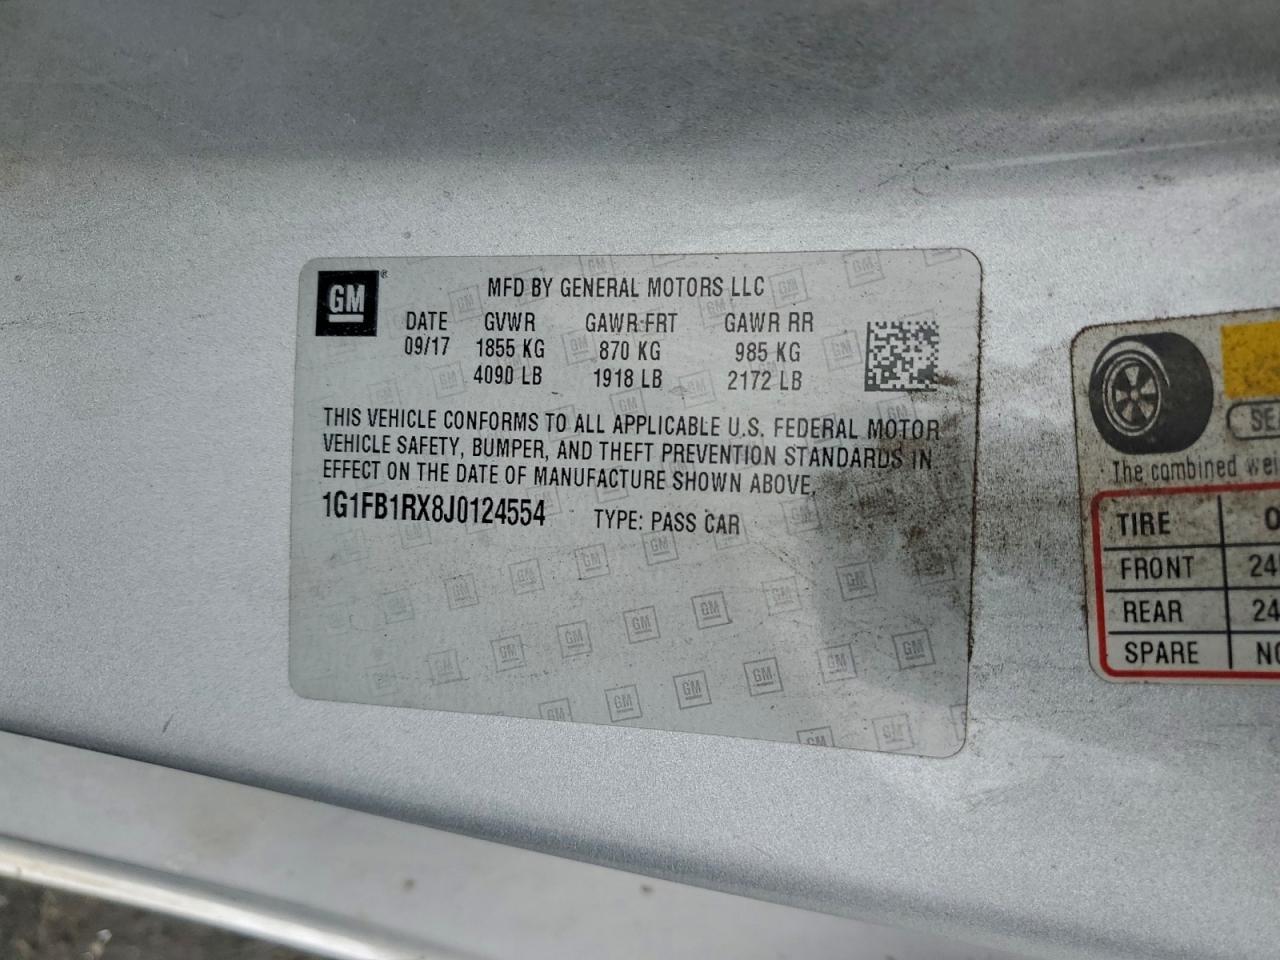 GM
MFD BY GENERAL MOTORS LLC
DATE GVWR GAWR FRT GAWR RR
09/17 1855 KG 870 KG 985 KG
4090 LB 1918 LB 2172 LB
THIS VEHICLE CONFORMS TO ALL APPLICABLE U.S. FEDERAL MOTOR
VEHICLE SAFETY, BUMPER, AND THEFT PREVENTION STANDARDS IN
EFFECT ON THE DATE OF MANUFACTURE SHOWN ABOVE.
1G1FB1RX8J0124554 TYPE: PASS CAR
The combined
TIRE
FRONT
REAR
SPARE